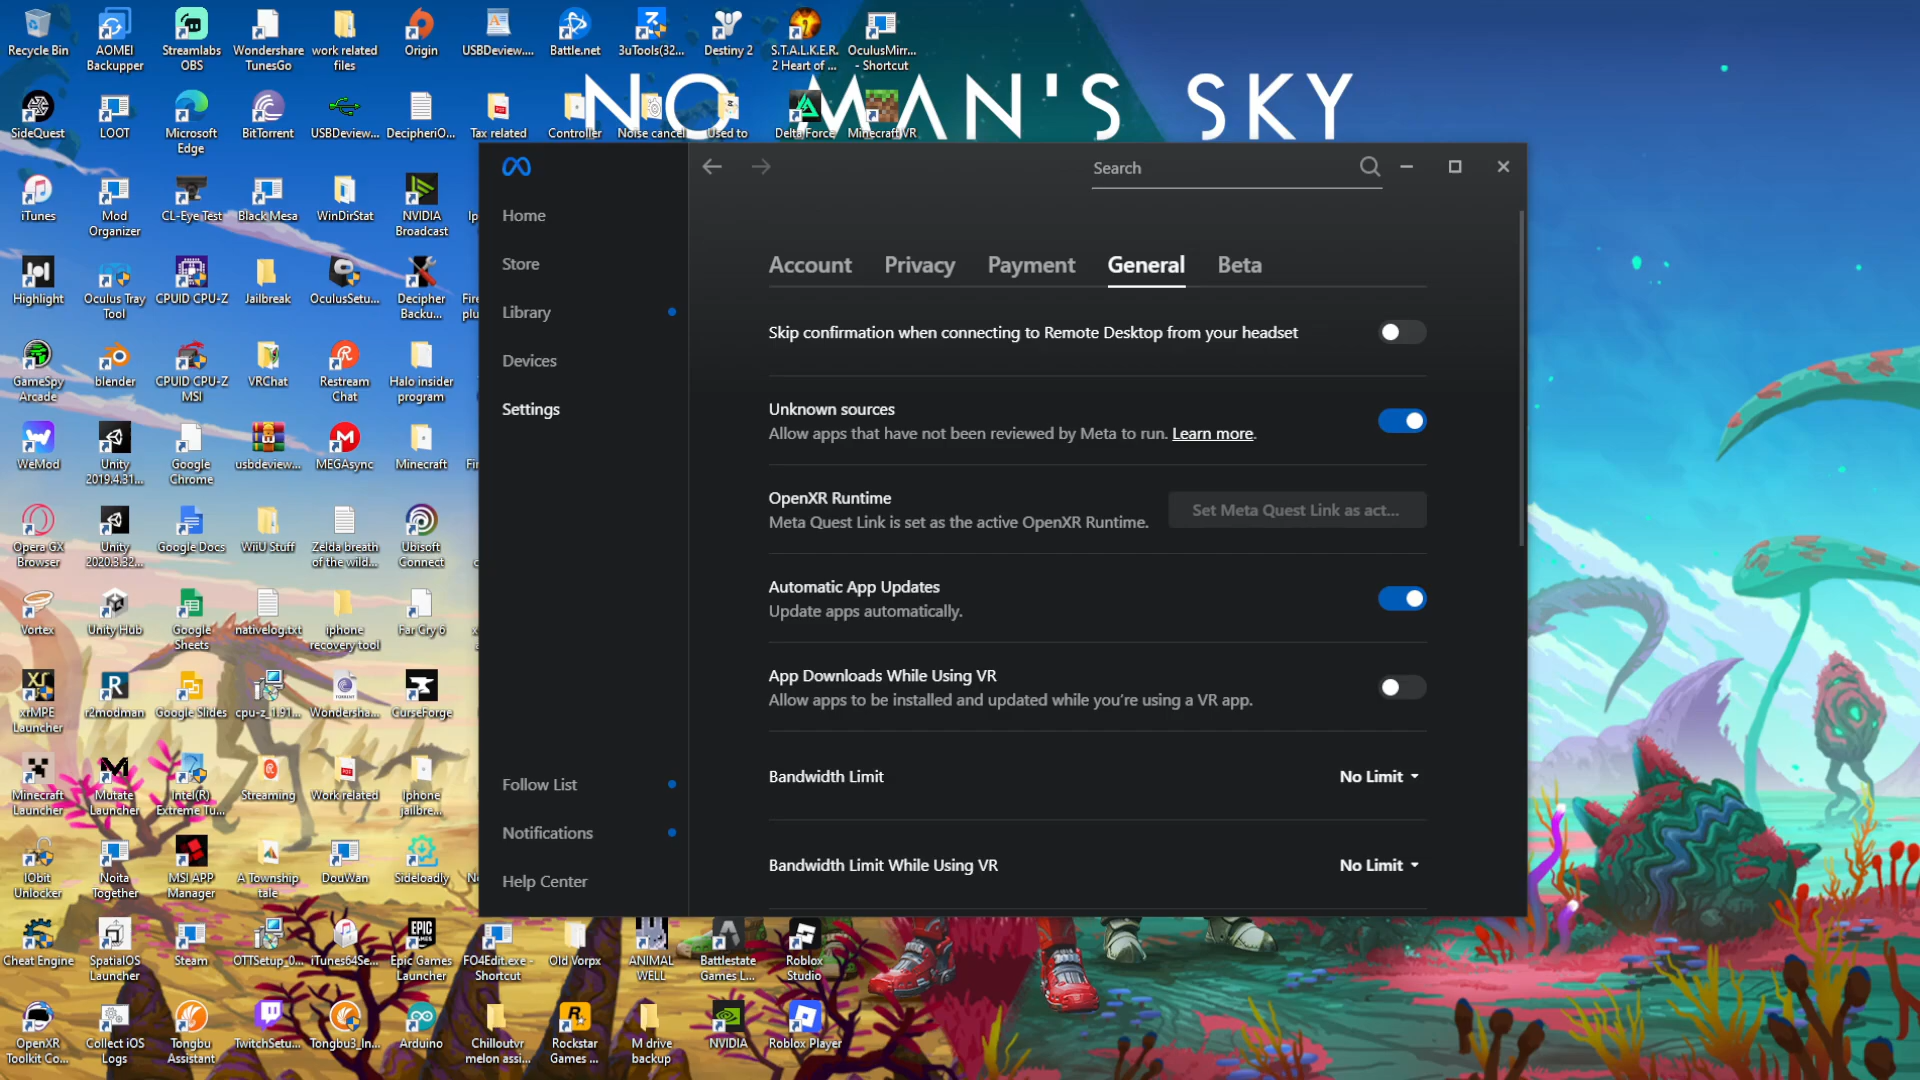 NO MAN'S SKY
Recycle Bin
AOMEI
Backupper
Streamlabs
OBS
Wondershare
TunesGo
work related
files
Origin
USBDeview....
Battle.net
3uTools(32...
Destiny 2
S.T.A.L.K.E.R.
2 Heart of ...
OculusMirr...
- Shortcut
SideQuest
LOOT
Microsoft
Edge
BitTorrent
USBDeview...
DecipheriO...
Tax related
Controller
Noise cancel
Used to
Delta Force
Minecraft VR
iTunes
Mod
Organizer
CL-Eye Test
Black Mesa
WinDirStat
NVIDIA
Broadcast
Highlight
Oculus Tray
Tool
CPUID CPU-Z
Jailbreak
OculusSetu...
Decipher
Backu...
GameSpy
Arcade
blender
CPUID CPU-Z
MSI
VRChat
Restream
Chat
Halo insider
program
WeMod
Unity
2019.4.31...
Google
Chrome
usbdeview...
MEGAsync
Minecraft
Opera GX
Browser
Unity
2020.3.32...
Google Docs
WiiU Stuff
Zelda breath
of the wild...
Ubisoft
Connect
Vortex
Unity Hub
Google
Sheets
nativelog.txt
iphone
recovery tool
Far Cry 6
xtMPE
Launcher
r2modman
Google Slides
cpu-z_1.91...
Wondersha...
CurseForge
Minecraft
Launcher
Mutate
Launcher
Intel(R)
Extreme Tu...
Streaming
Work related
Iphone
jailbre...
IObit
Unlocker
Noita
Together
MSI APP
Manager
A Township
tale
DouWan
Sideloadly
Cheat Engine
SpatialOS
Launcher
Steam
OTTSetup_0...
iTunes64Se...
Epic Games
Launcher
FO4Edit.exe -
Shortcut
Old Vorpx
ANIMAL
WELL
Battlestate
Games L...
Roblox
Studio
OpenXR
Toolkit Co...
Collect iOS
Logs
Tongbu
Assistant
TwitchSetu...
Tongbu3_In...
Arduino
Chilloutvr
melon assi...
Rockstar
Games ...
M drive
backup
NVIDIA
Roblox Player
Search
Home
Store
Library
Devices
Settings
Follow List
Notifications
Help Center
Account Privacy Payment General Beta
Skip confirmation when connecting to Remote Desktop from your headset
Unknown sources
Allow apps that have not been reviewed by Meta to run. Learn more.
OpenXR Runtime
Meta Quest Link is set as the active OpenXR Runtime.
Set Meta Quest Link as act...
Automatic App Updates
Update apps automatically.
App Downloads While Using VR
Allow apps to be installed and updated while you're using a VR app.
Bandwidth Limit
No Limit
Bandwidth Limit While Using VR
No Limit